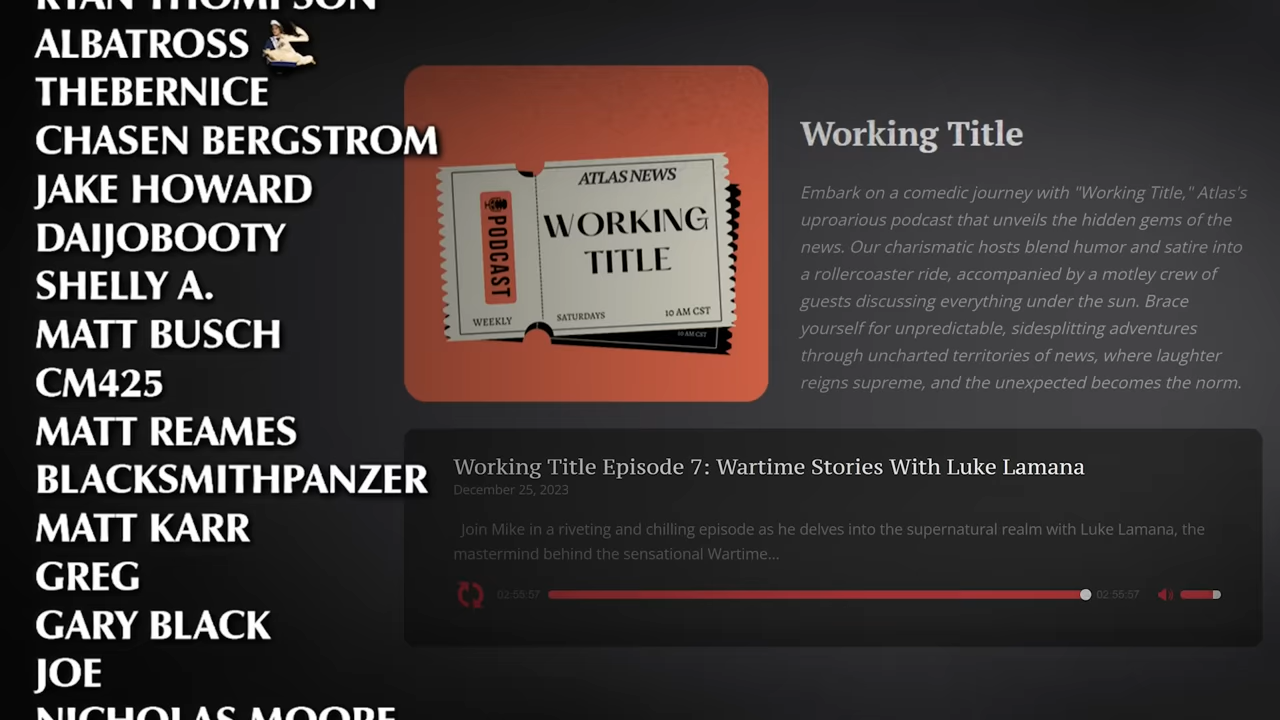 RYAN THOMPSON
ALBATROSS
THEBERNICE
CHASEN BERGSTROM
JAKE HOWARD
DAIJOBOOTY
SHELLY A.
MATT BUSCH
CM425
MATT REAMES
BLACKSMITHPANZER
MATT KARR
GREG
GARY BLACK
JOE
NICHOLAS MOORE
ATLAS NEWS
PODCAST
WORKING
TITLE
WEEKLY
SATURDAYS
10 AM CST
10 AM CST
Working Title
Embark on a comedic journey with "Working Title," Atlas's
uproarious podcast that unveils the hidden gems of the
news. Our charismatic hosts blend humor and satire into
a rollercoaster ride, accompanied by a motley crew of
guests discussing everything under the sun. Brace
yourself for unpredictable, sidesplitting adventures
through uncharted territories of news, where laughter
reigns supreme, and the unexpected becomes the norm.
Working Title Episode 7: Wartime Stories With Luke Lamana
December 25, 2023
Join Mike in a riveting and chilling episode as he delves into the supernatural realm with Luke Lamana, the
mastermind behind the sensational Wartime...
02:55:57
02:55:57